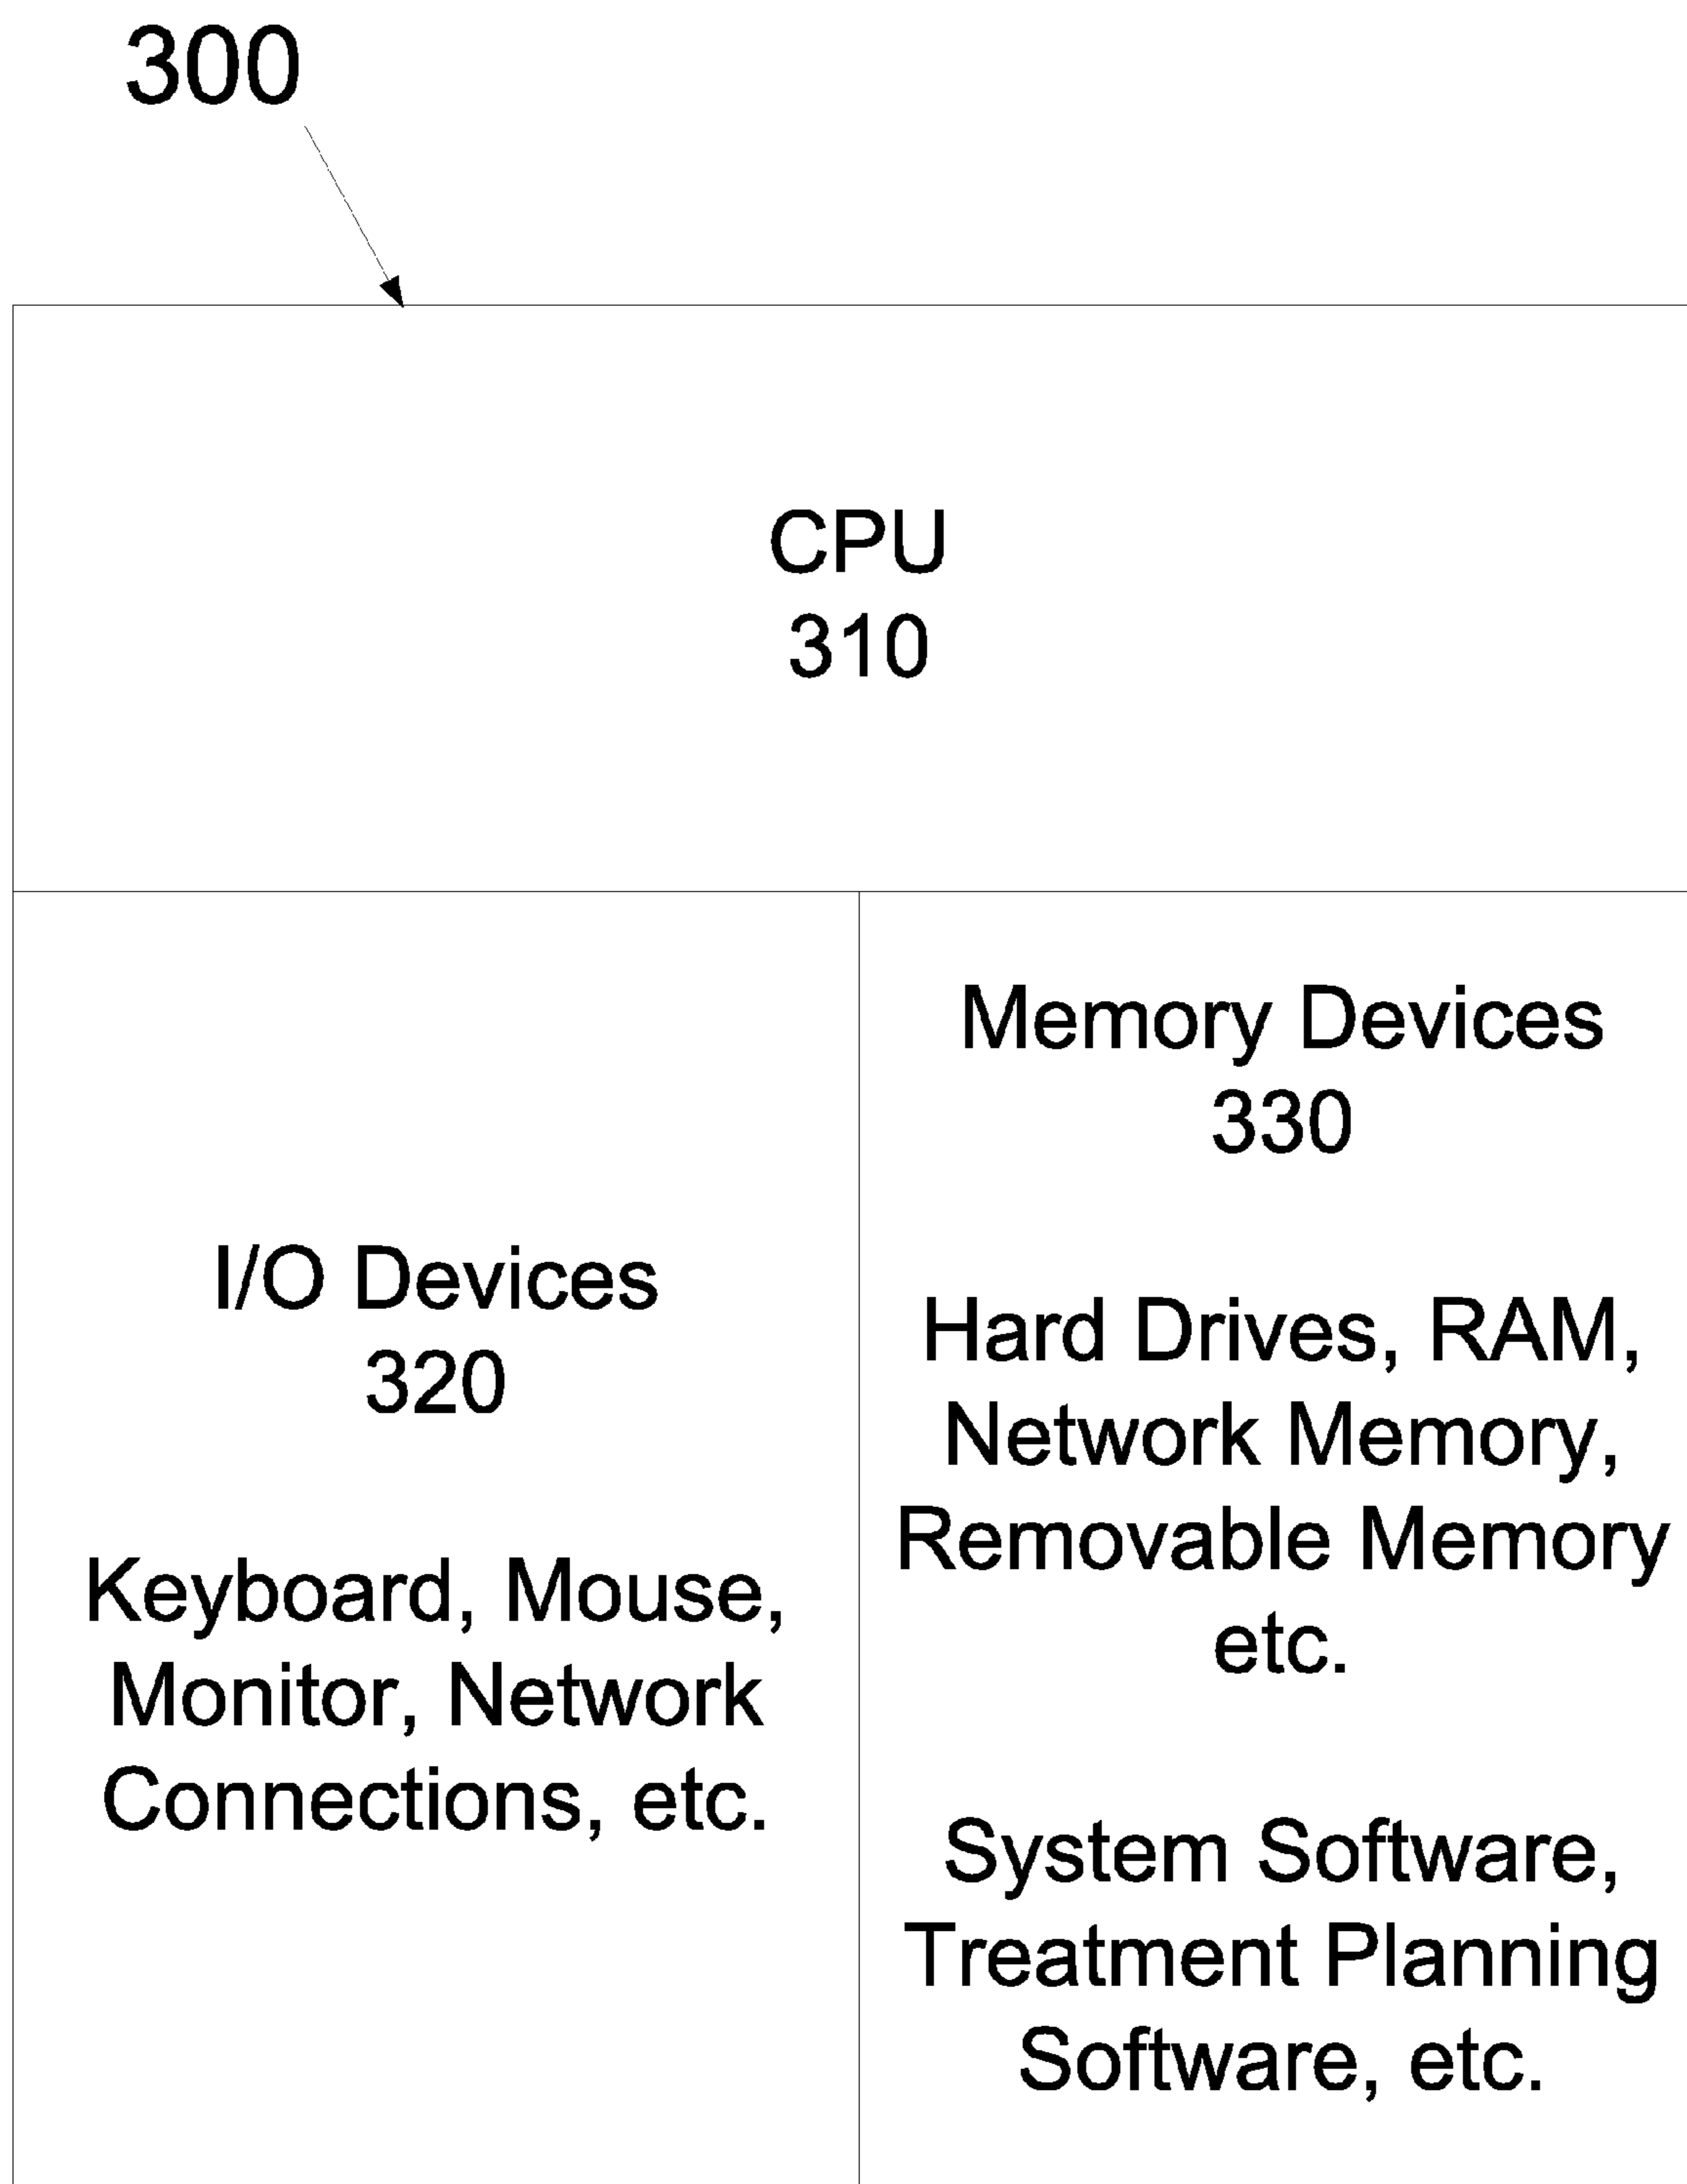 300
CPU
310
I/O Devices
320
Keyboard, Mouse,
Monitor, Network
Connections, etc.
Memory Devices
330
Hard Drives, RAM,
Network Memory,
Removable Memory
etc.
System Software,
Treatment Planning
Software, etc.